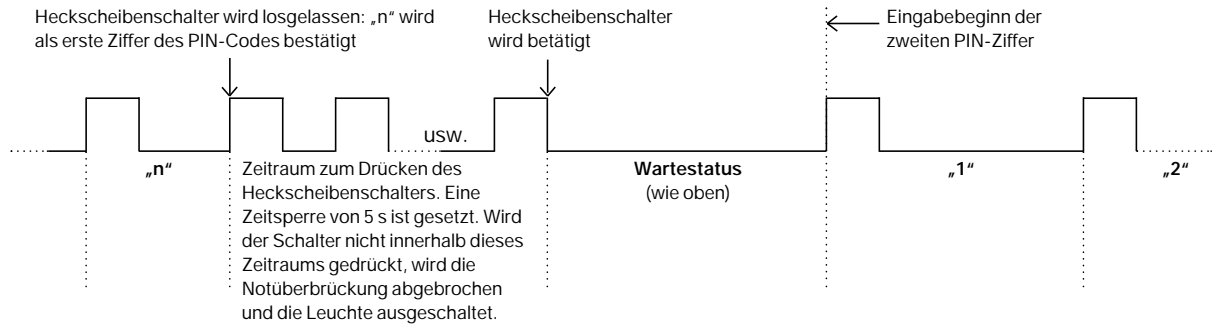 Heckscheibenschalter wird losgelassen: „n“ wird
als erste Ziffer des PIN-Codes bestätigt
Heckscheibenschalter
wird betätigt
Eingabebeginn der
zweiten PIN-Ziffer
usw.
„n“
Zeitraum zum Drücken des
Heckscheibenschalters. Eine
Zeitsperre von 5 s ist gesetzt. Wird
der Schalter nicht innerhalb dieses
Zeitraums gedrückt, wird die
Notüberbrückung abgebrochen
und die Leuchte ausgeschaltet.
Wartestatus
(wie oben)
„1“
„2“